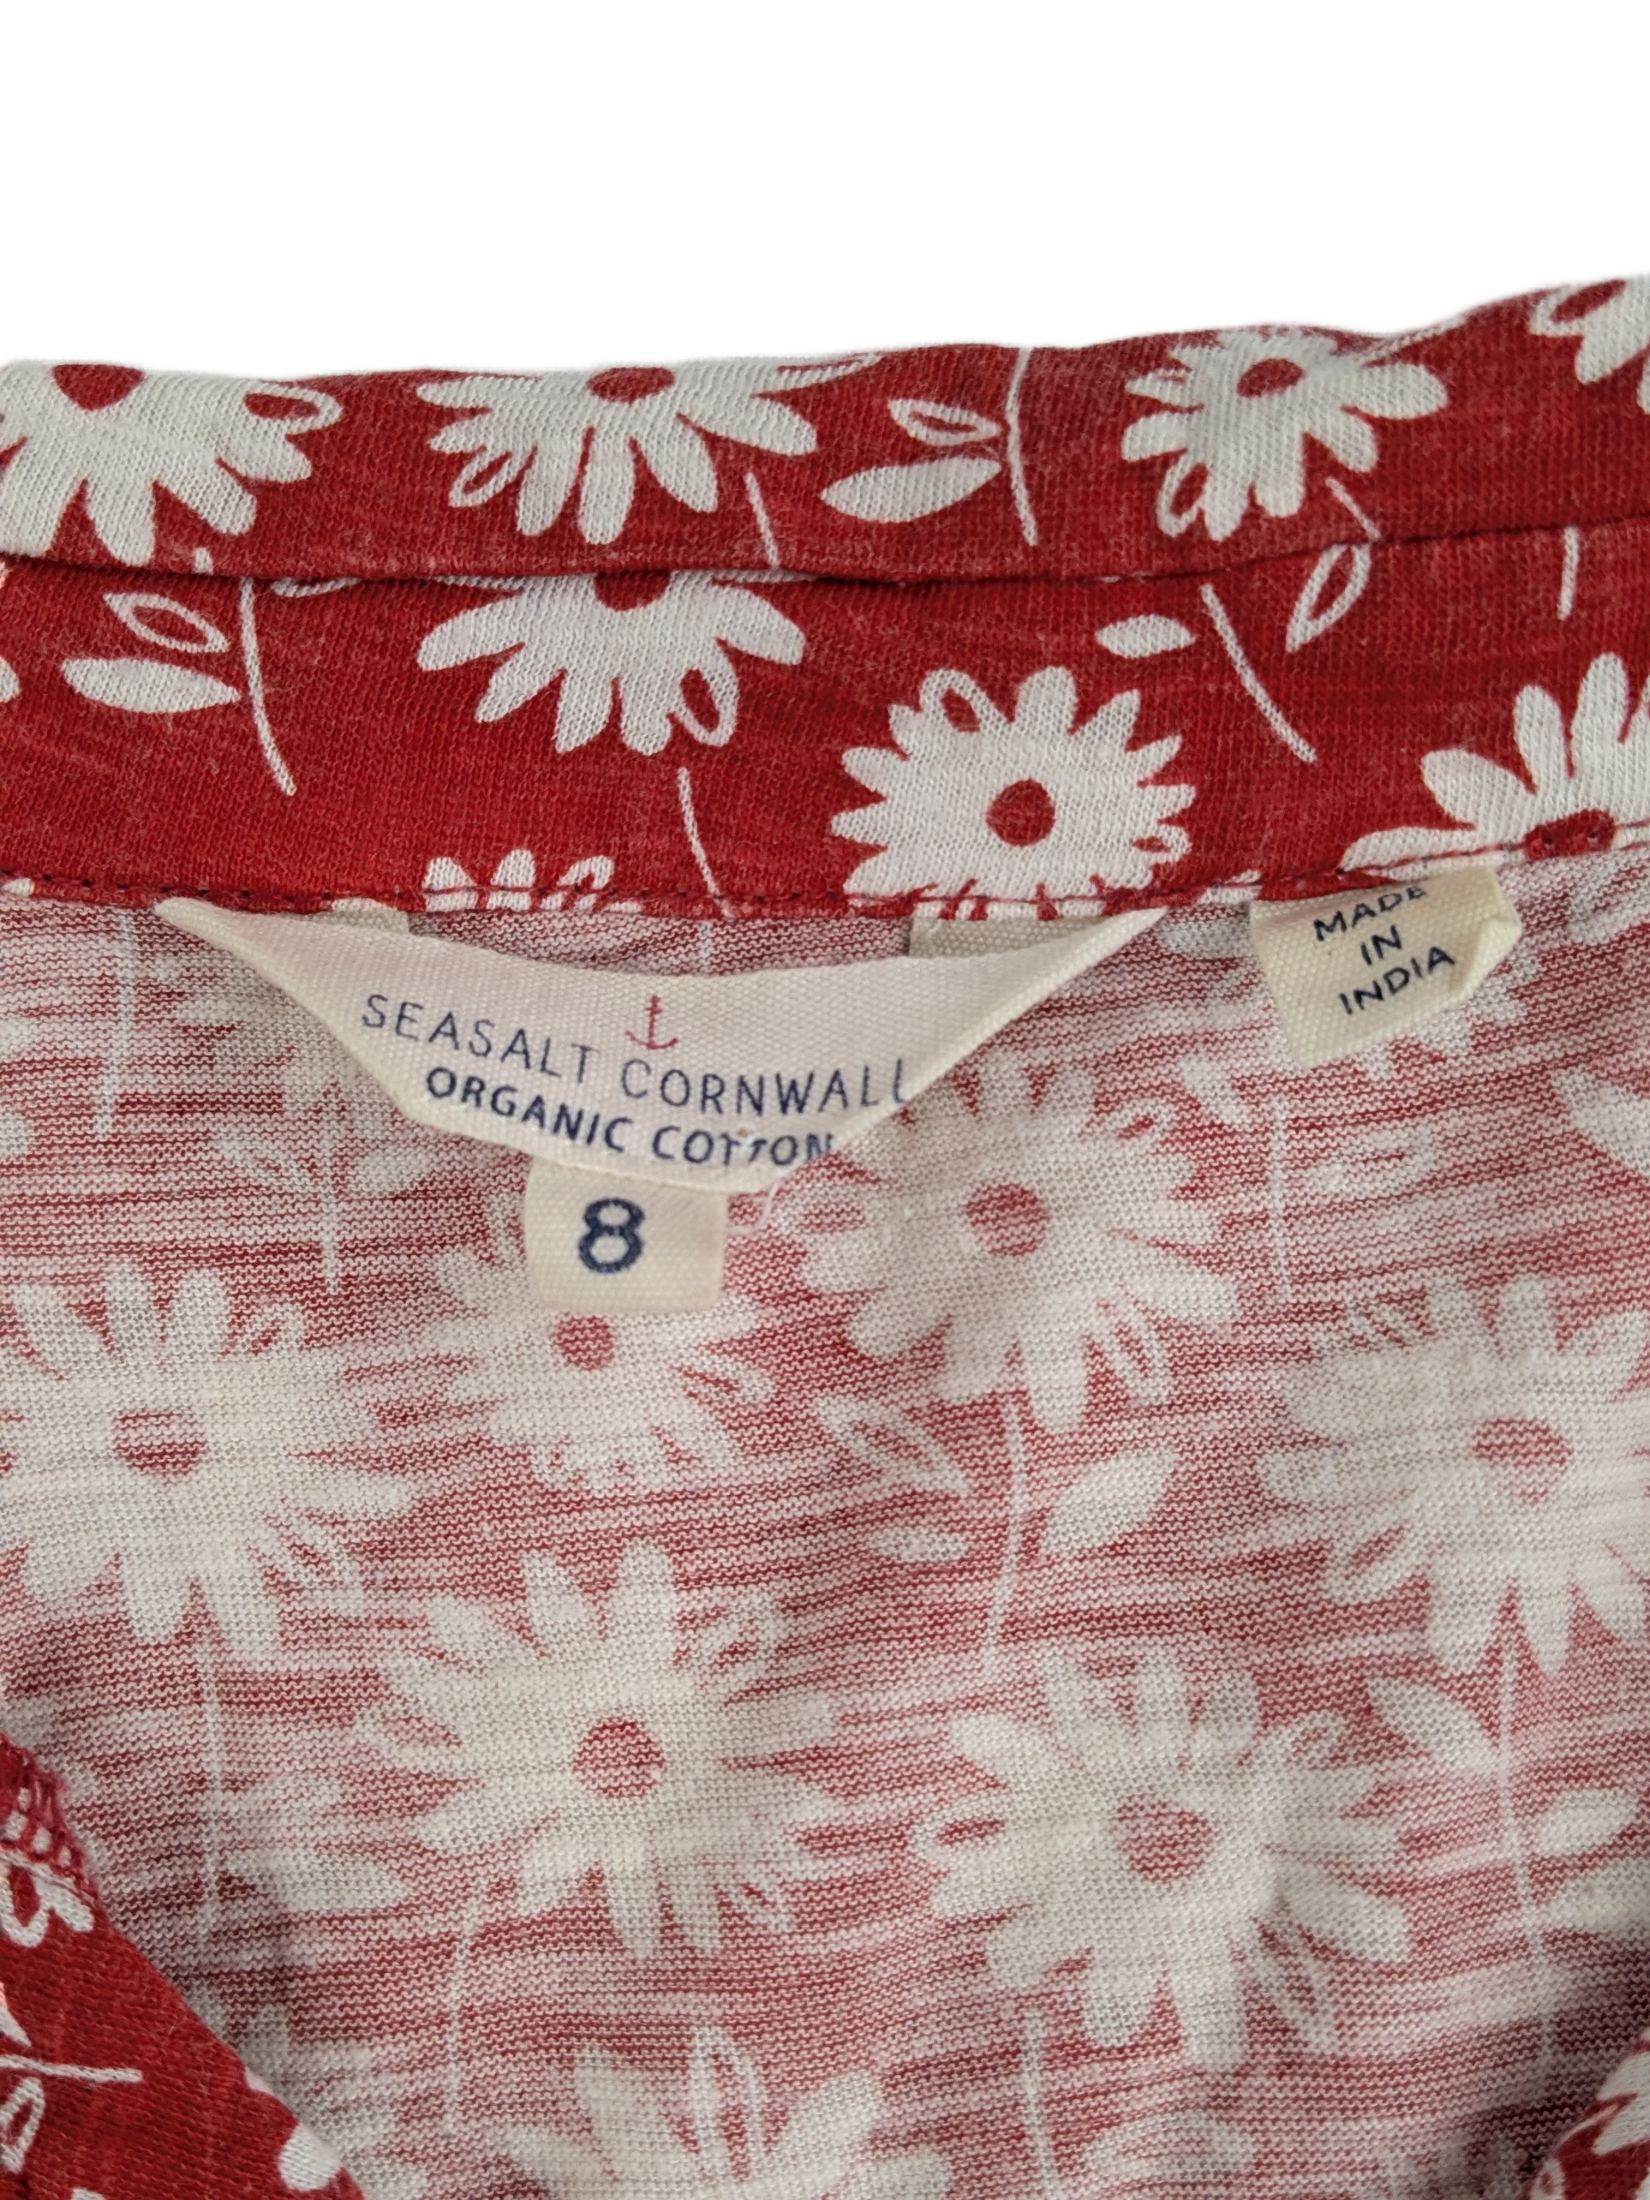 SEASALT CORNWALL
ORGANIC COTTON
8
MADE
IN
INDIA